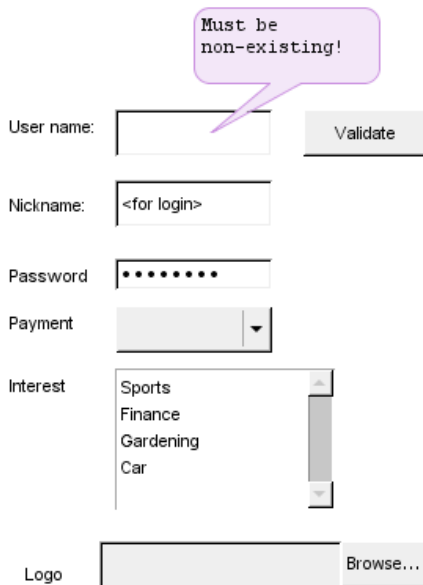 Must be
non-existing!
User name:
Validate
Nickname:
<for login>
Password
Payment
Interest
Sports
Finance
Gardening
Car
Logo
Browse...